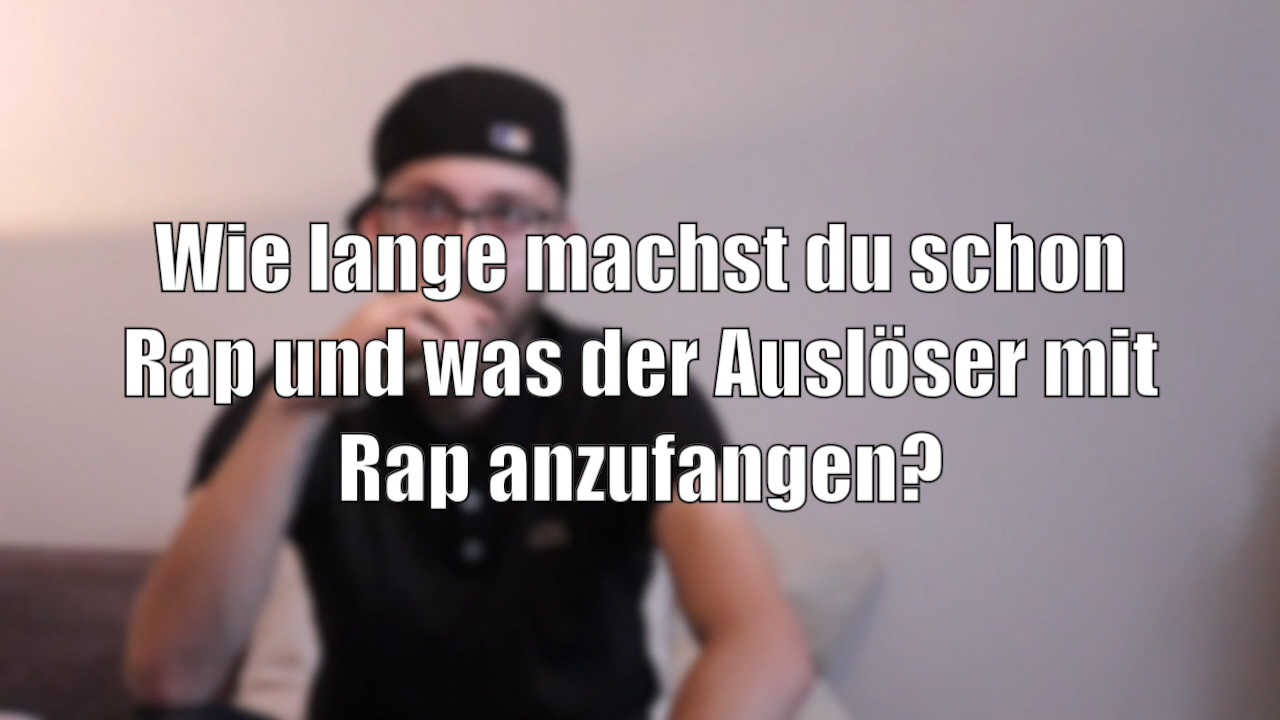 Wie lange machst du schon
Rap und was der Auslöser mit
Rap anzufangen?